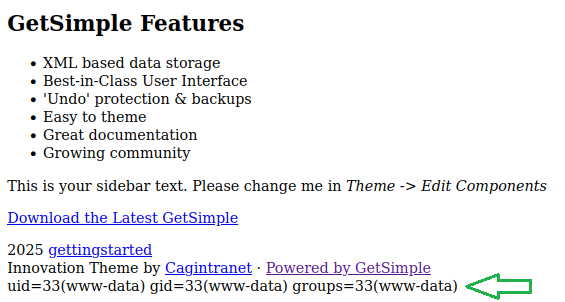 GetSimple Features
XML based data storage
Best-in-Class User Interface
'Undo' protection & backups
Easy to theme
Great documentation
Growing community
This is your sidebar text. Please change me in Theme -> Edit Components
Download the Latest GetSimple
2025 gettingstarted
Innovation Theme by Cagintranet · Powered by GetSimple
uid=33(www-data) gid=33(www-data) groups=33(www-data)